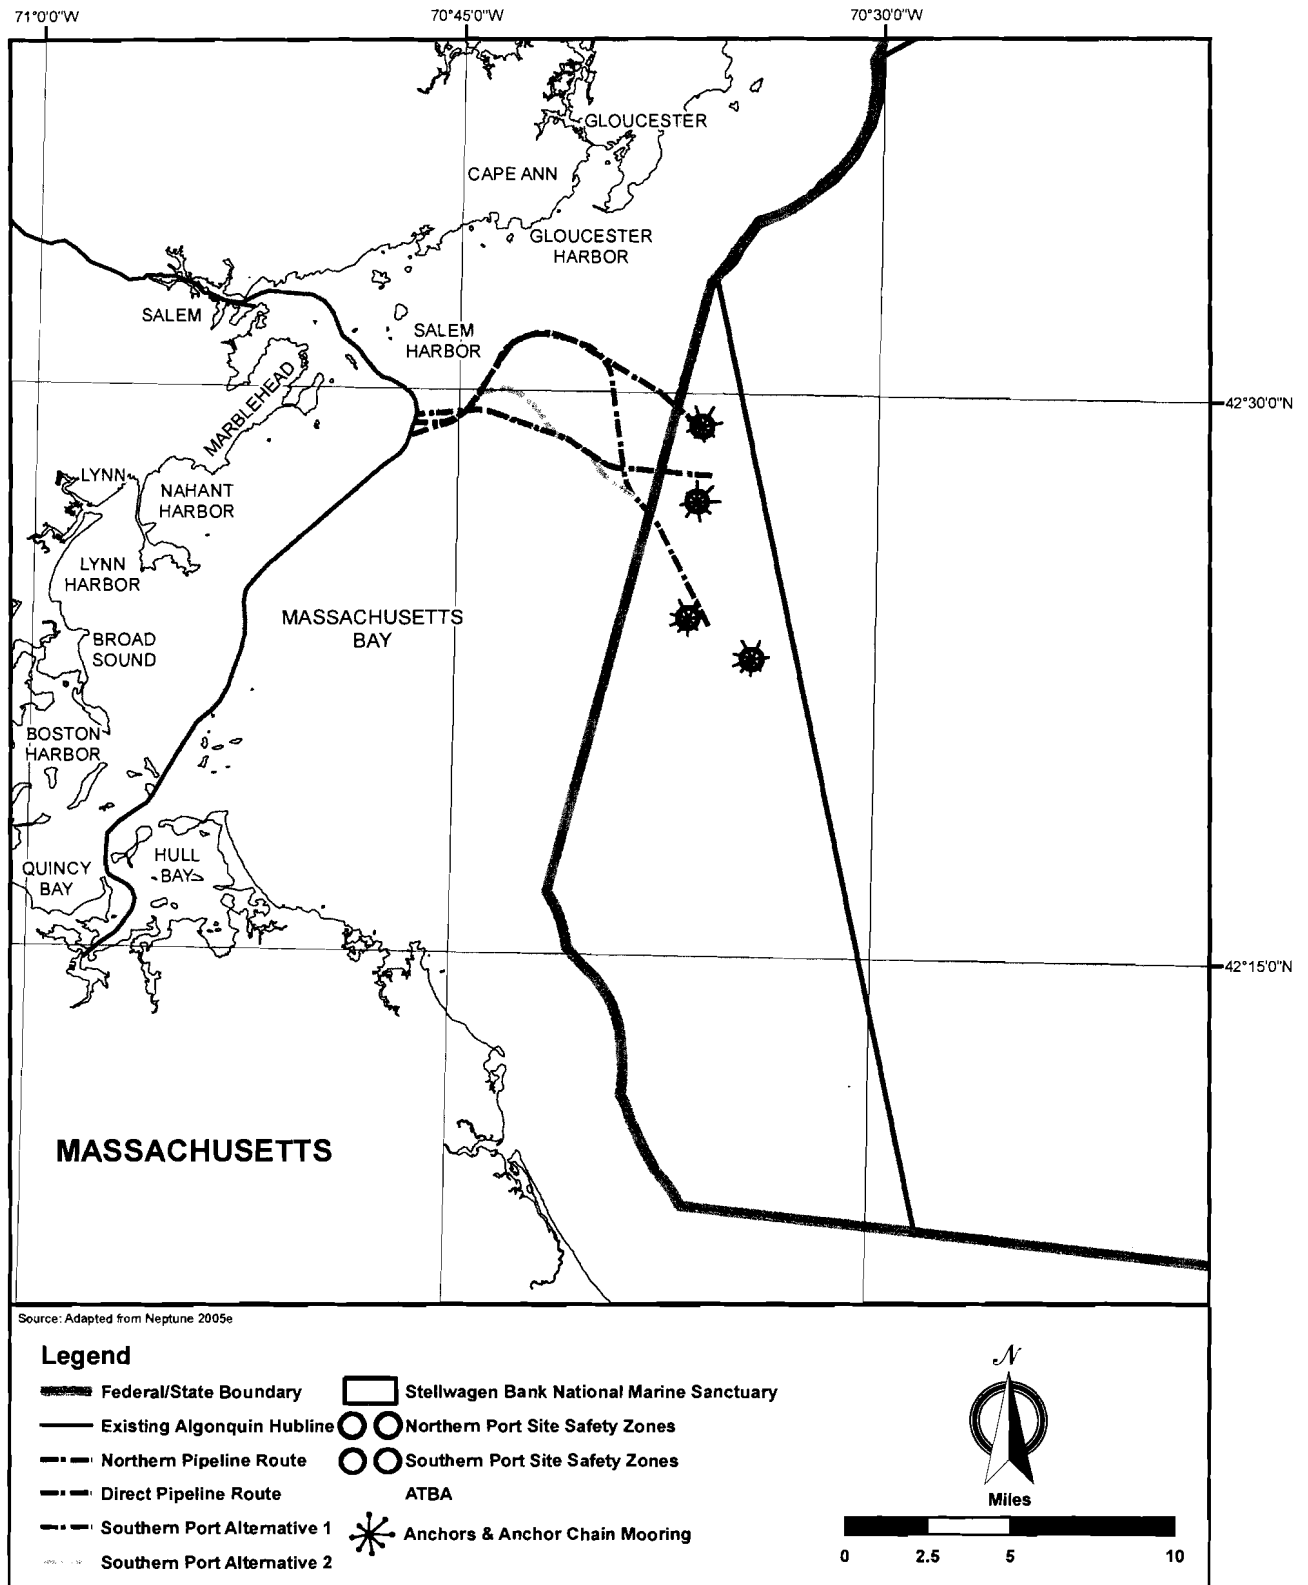 71°0'0"W
70°45'0"W
70°30'0"W
GLOUCESTER
CAPE ANN
GLOUCESTER
HARBOR
SALEM
SALEM
HARBOR
42°30'0"N
MARBLEHEAD
LYNN
NAHANT
HARBOR
LYNN
HARBOR
MASSACHUSETTS
BAY
BROAD
SOUND
BOSTON
HARBOR
HULL
BAY
QUINCY
BAY
42°15'0"N
MASSACHUSETTS
Source: Adapted from Neptune 2005e
Legend
Federal/State Boundary
Existing Algonquin Hubline
Northern Pipeline Route
Direct Pipeline Route
Southern Port Alternative 1
Southern Port Alternative 2
Stellwagen Bank National Marine Sanctuary
Northern Port Site Safety Zones
Southern Port Site Safety Zones
ATBA
Anchors & Anchor Chain Mooring
N
Miles
0 2.5 5 10